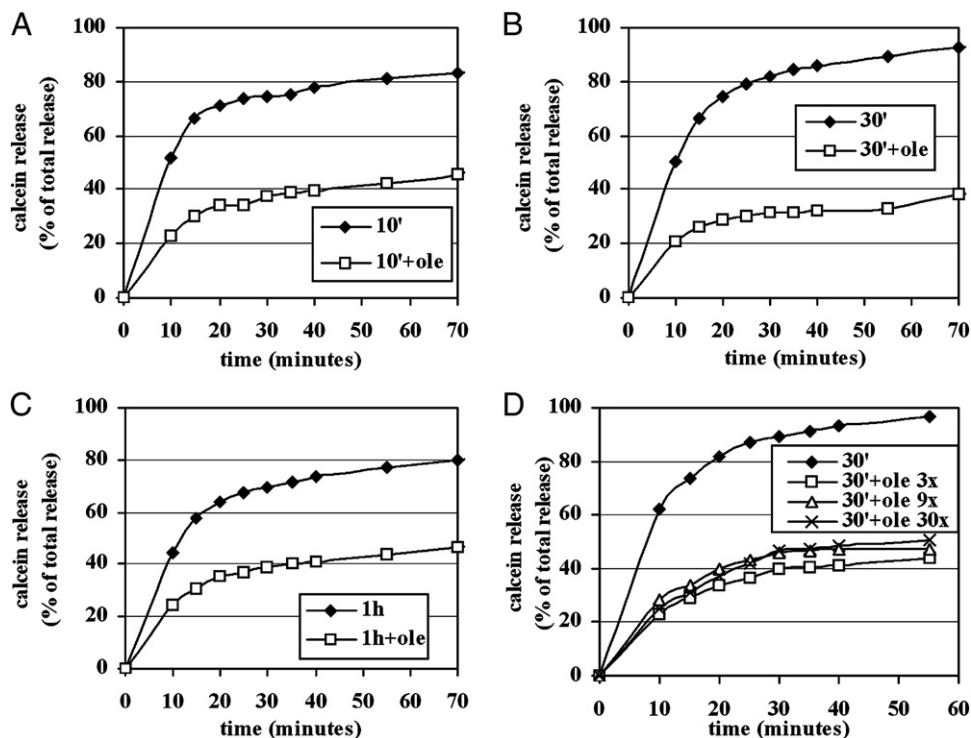 A
calcein release
(% of total release)
100
80
60
40
20
0
10'
10'+ole
0 10 20 30 40 50 60 70
time (minutes)
B
calcein release
(% of total release)
100
80
60
40
20
0
30'
30'+ole
0 10 20 30 40 50 60 70
time (minutes)
C
calcein release
(% of total release)
100
80
60
40
20
0
1h
1h+ole
0 10 20 30 40 50 60 70
time (minutes)
D
calcein release
(% of total release)
100
80
60
40
20
0
30'
30'+ole 3x
30'+ole 9x
30'+ole 30x
0 10 20 30 40 50 60
time (minutes)